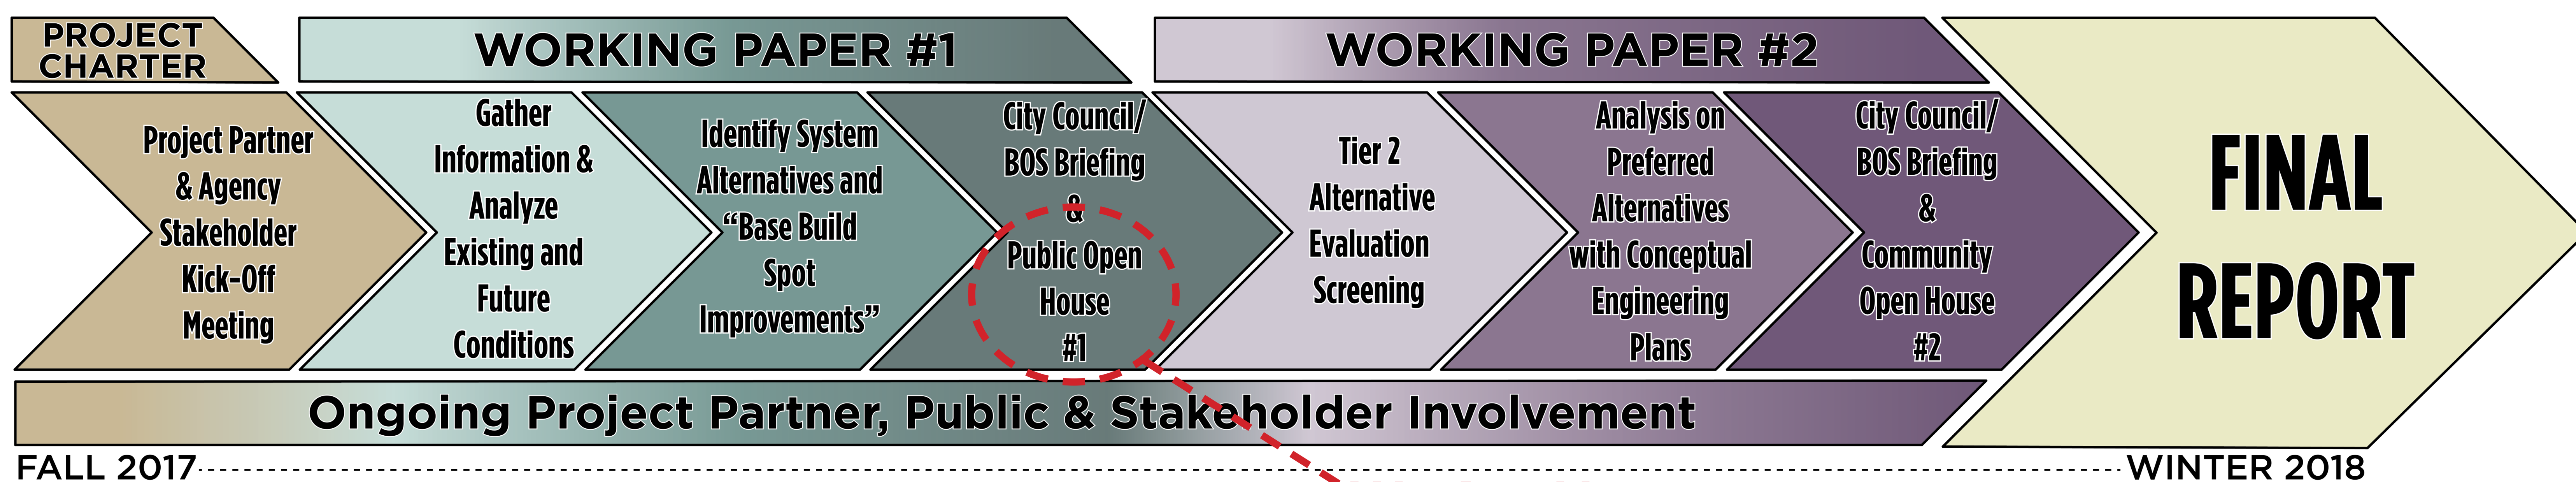 PROJECT
CHARTER
WORKING PAPER #1
WORKING PAPER #2
Project Partner
& Agency
Stakeholder
Kick-Off
Meeting
Gather
Information &
Analyze
Existing and
Future
Conditions
Identify System
Alternatives and
“Base Build
Spot
Improvements”
City Council/
BOS Briefing
&
Public Open
House
#1
Tier 2
Alternative
Evaluation
Screening
Analysis on
Preferred
Alternatives
with Conceptual
Engineering
Plans
City Council/
BOS Briefing
&
Community
Open House
#2
FINAL
REPORT
Ongoing Project Partner, Public & Stakeholder Involvement
FALL 2017
WINTER 2018